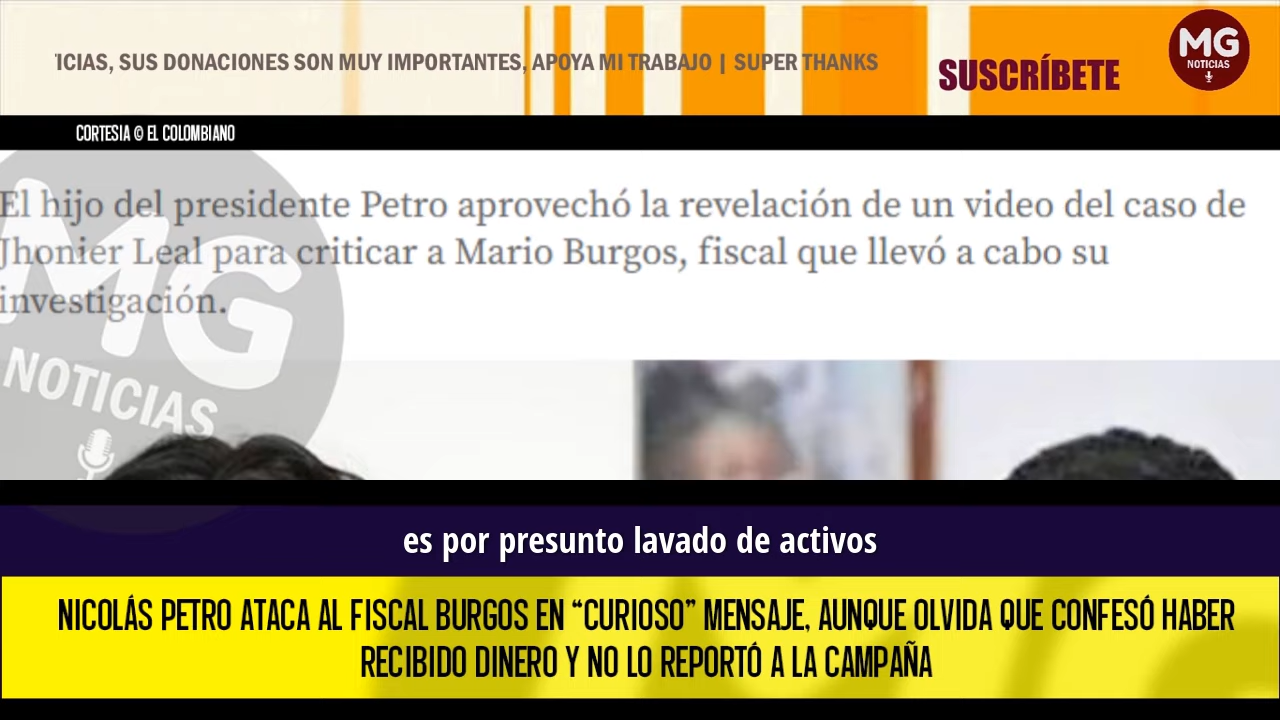 ICIAS, SUS DONACIONES SON MUY IMPORTANTES, APOYA MI TRABAJO | SUPER THANKS
SUSCRÍBETE
MG
NOTICIAS
CORTESIA © EL COLOMBIANO
El hijo del presidente Petro aprovechó la revelación de un video del caso de
Jhonier Leal para criticar a Mario Burgos, fiscal que llevó a cabo su
investigación.
MG
NOTICIAS
es por presunto lavado de activos
NICOLÁS PETRO ATACA AL FISCAL BURGOS EN “CURIOSO” MENSAJE, AUNQUE OLVIDA QUE CONFESÓ HABER
RECIBIDO DINERO Y NO LO REPORTÓ A LA CAMPAÑA